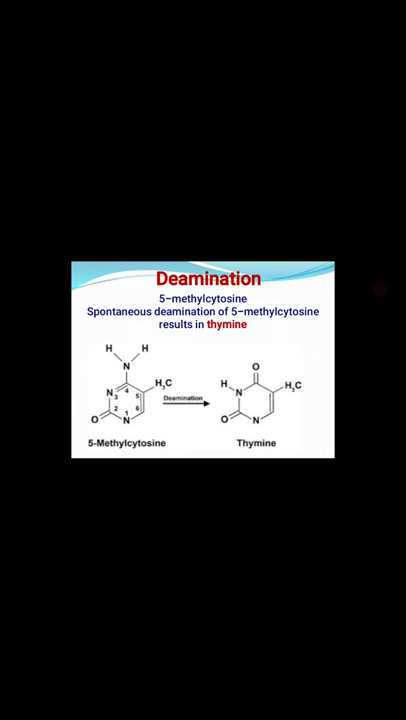 Deamination
5-methylcytosine
Spontaneous deamination of 5-methylcytosine
results in thymine
H H
N
H₃C
N 3 4 5
2 1 6
O N
Deamination
O
H N H₃C
O N
5-Methylcytosine
Thymine